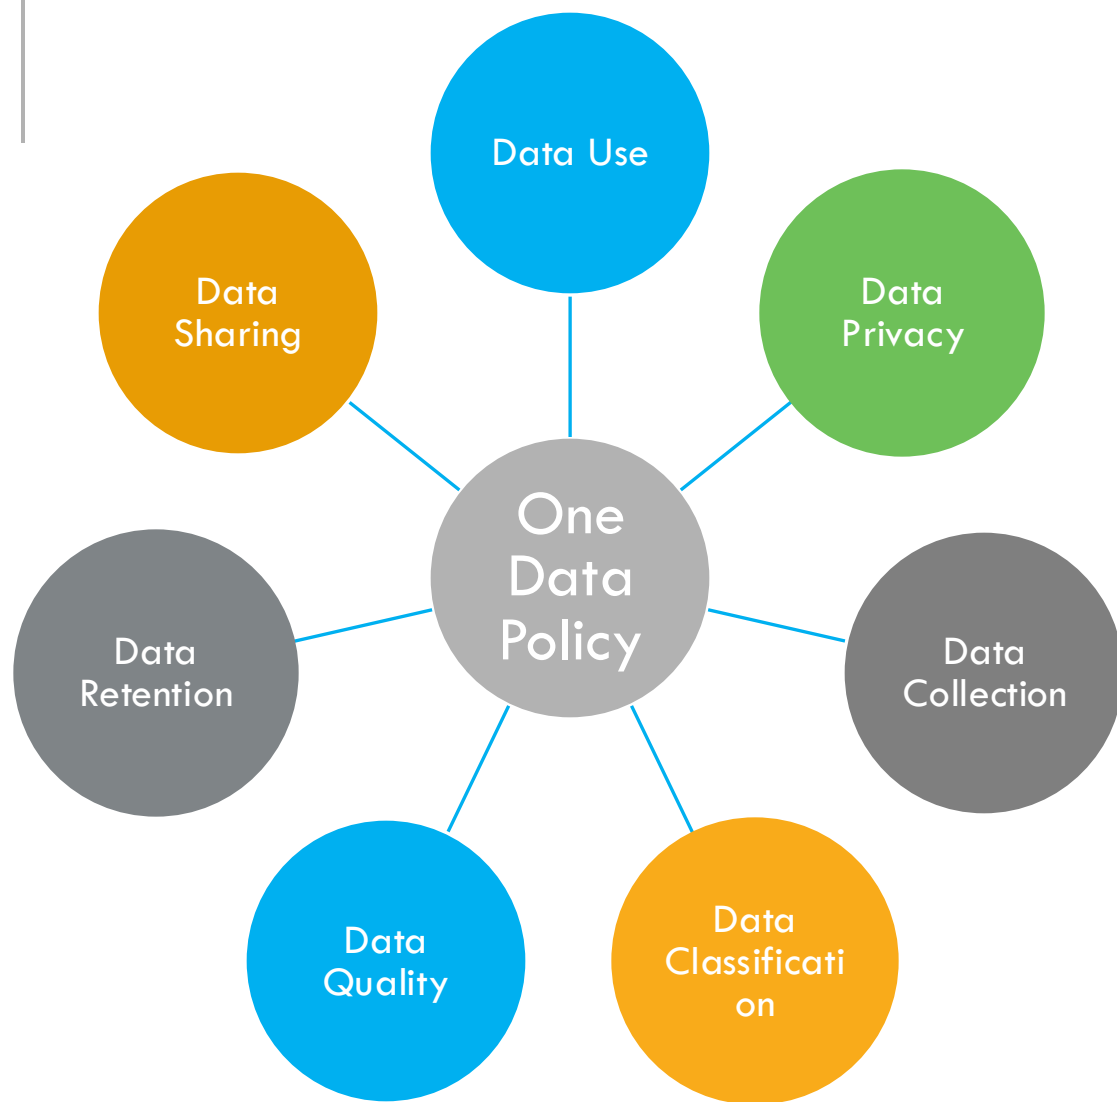 Data Use
Data
Sharing
Data
Privacy
One
Data
Policy
Data
Retention
Data
Collection
Data
Quality
Data
Classificati
on